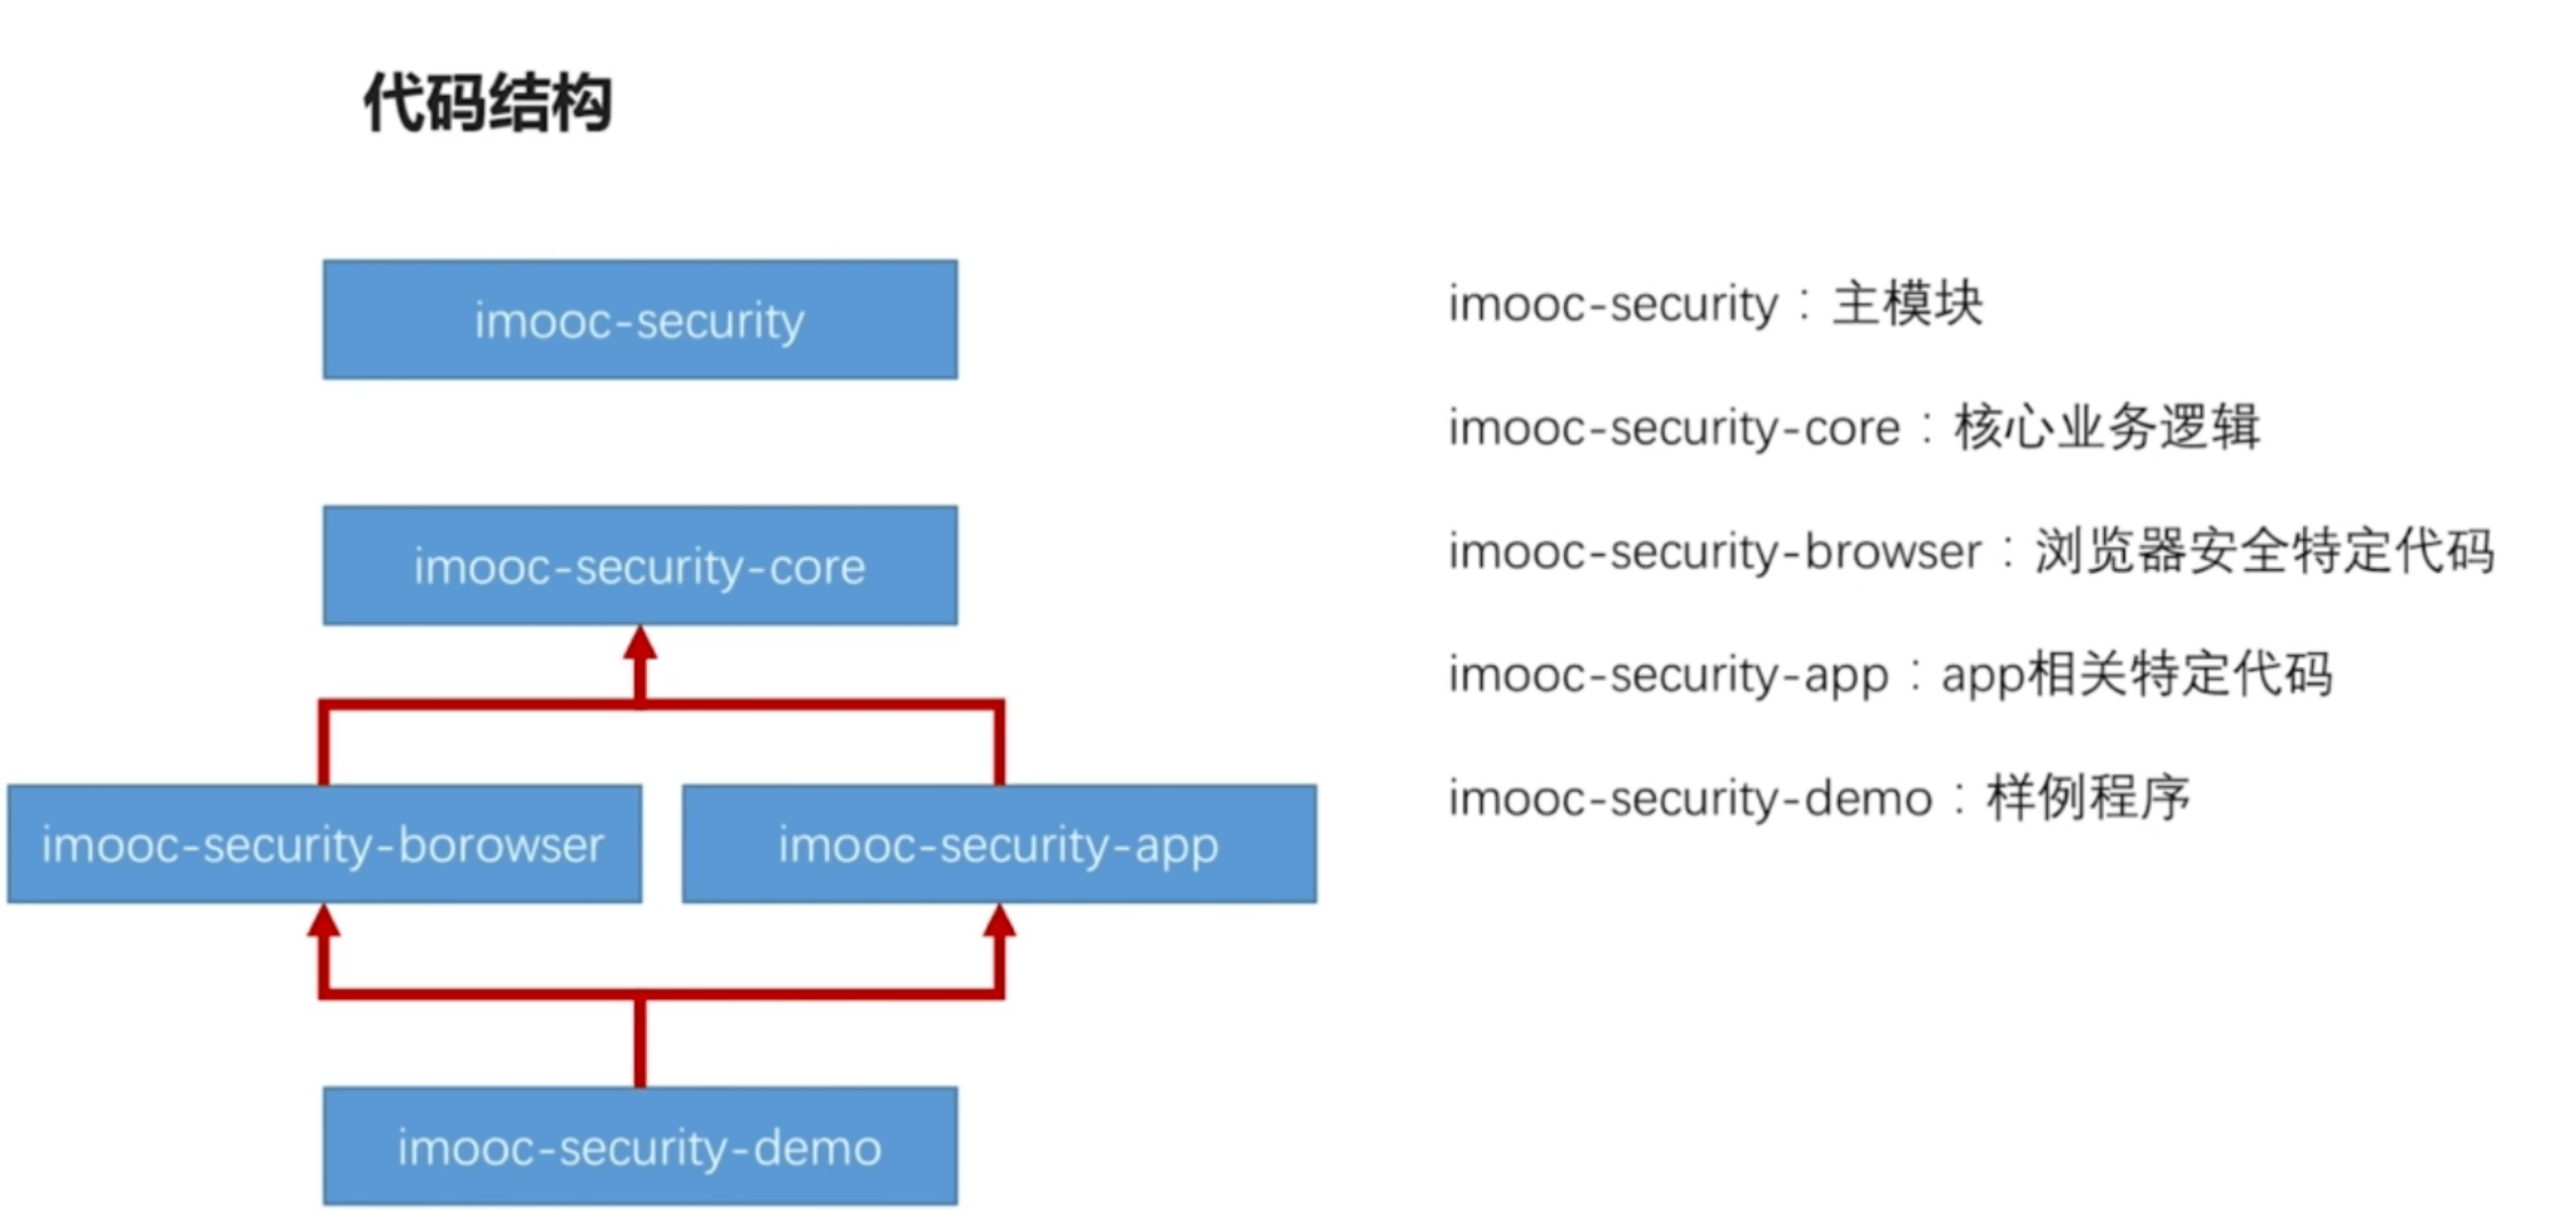 代码结构
imooc-security
imooc-security-core
imooc-security-borowser
imooc-security-app
imooc-security-demo
imooc-security：主模块
imooc-security-core：核心业务逻辑
imooc-security-browser：浏览器安全特定代码
imooc-security-app：app相关特定代码
imooc-security-demo：样例程序